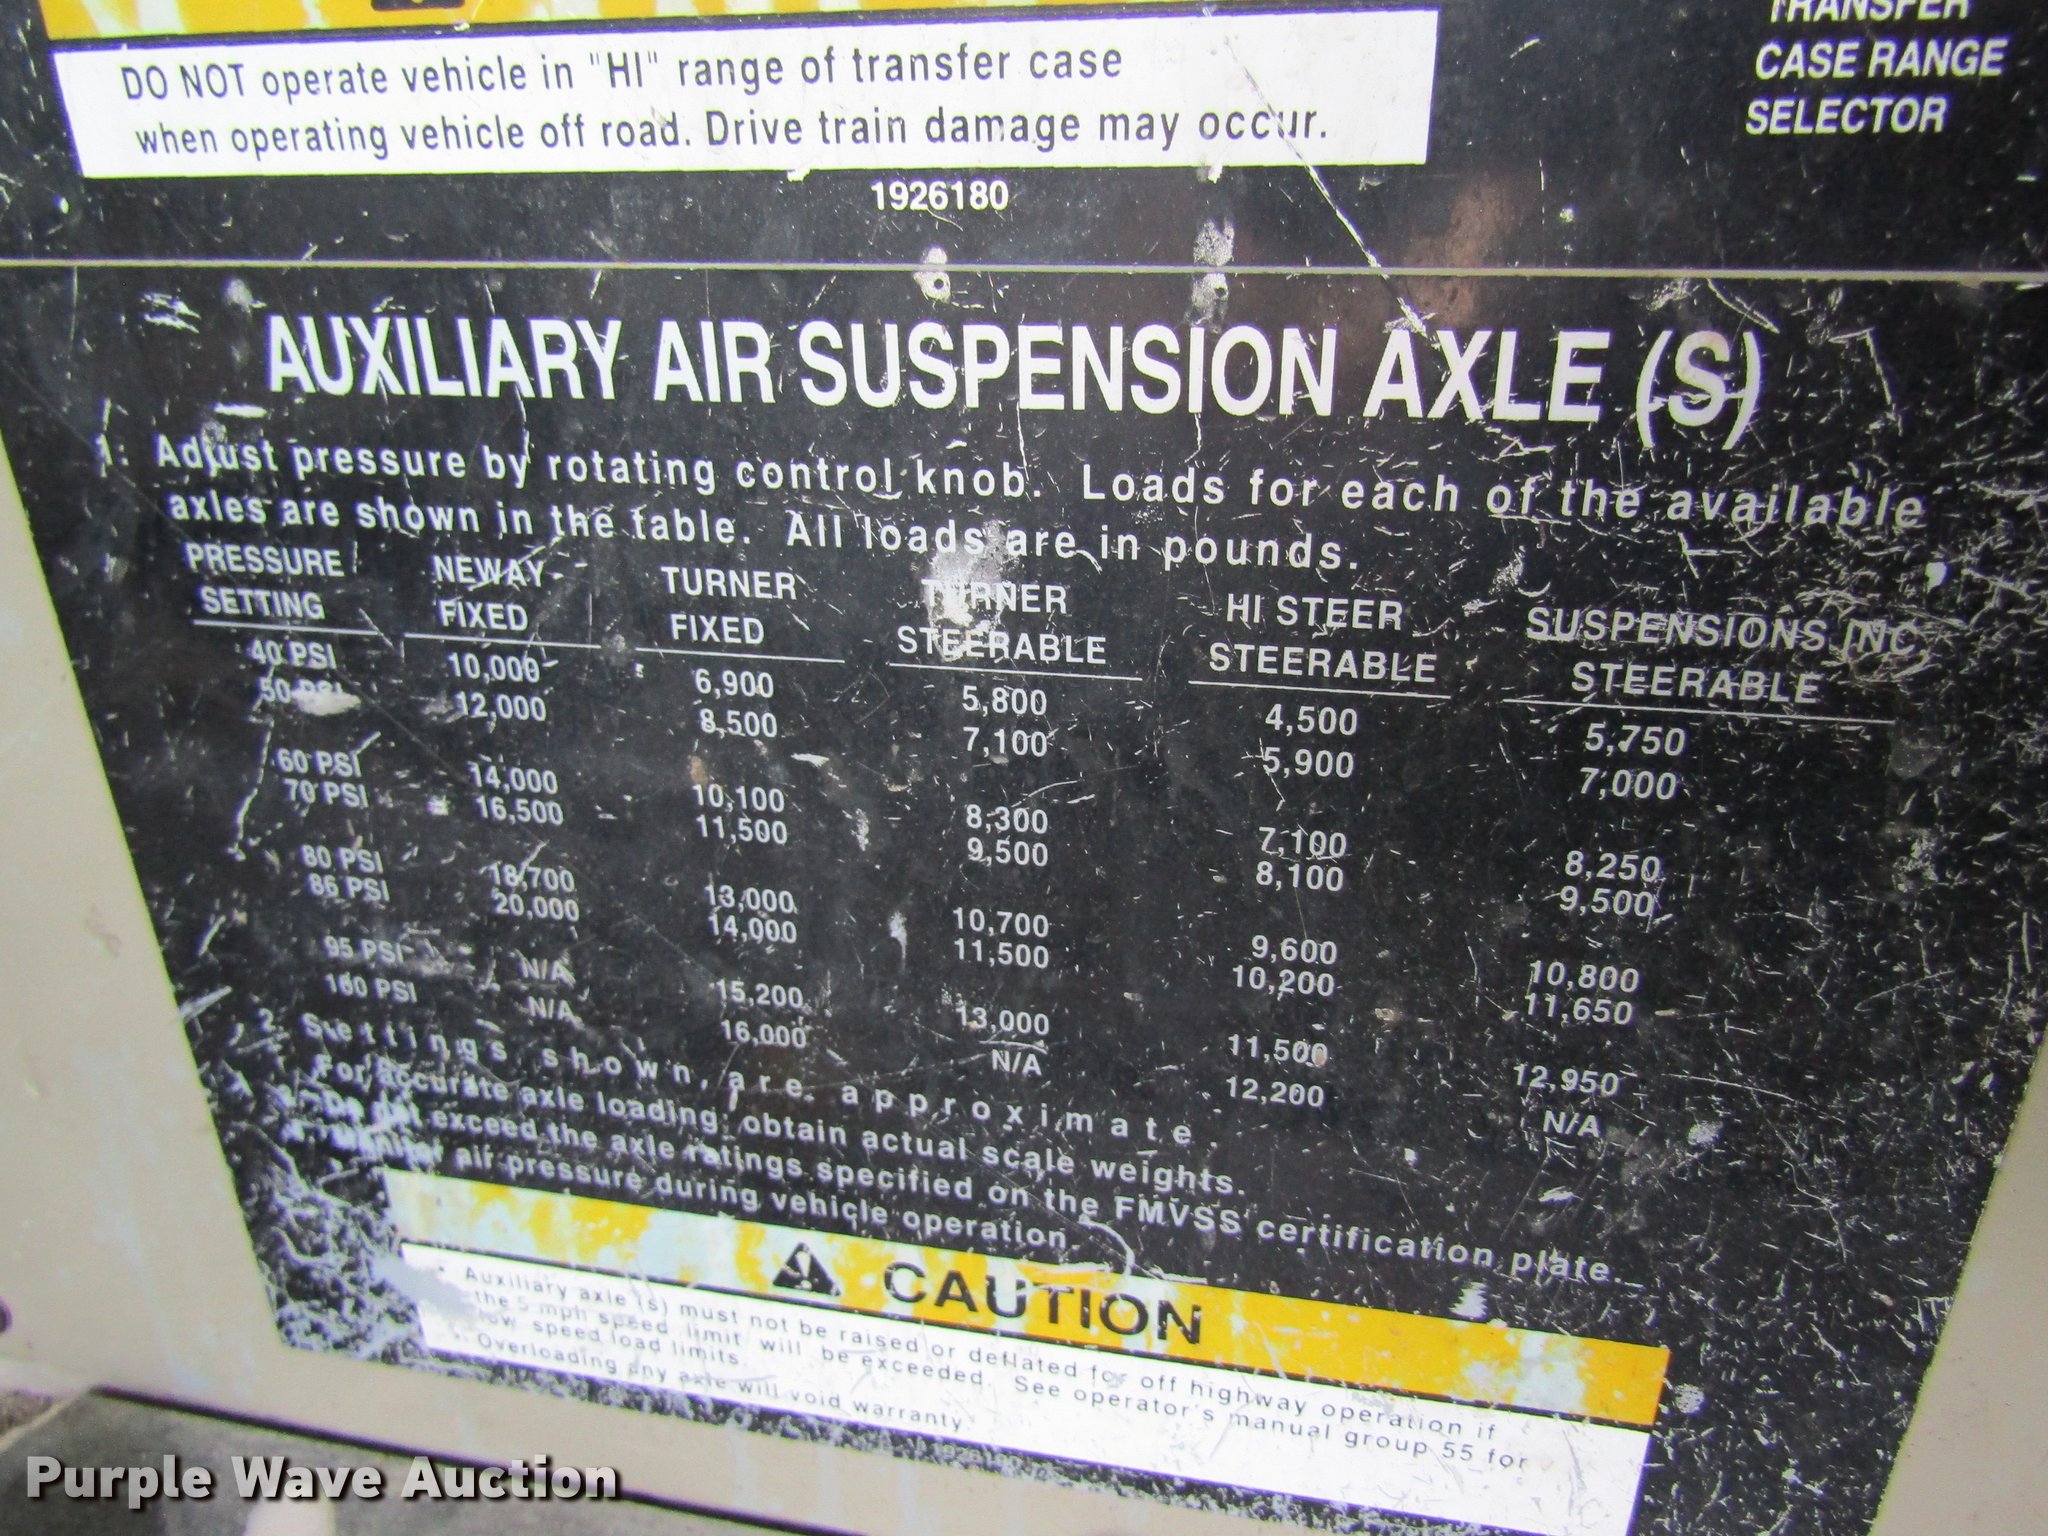 DO NOT operate vehicle in "HI" range of transfer case
when operating vehicle off road. Drive train damage may occur.
1926180
TRANSFER
CASE RANGE
SELECTOR
AUXILIARY AIR SUSPENSION AXLE (S)
1. Adjust pressure by rotating control knob. Loads for each of the available
axles are shown in the table. All loads are in pounds.
PRESSURE NEWAY TURNER TURNER HI STEER SUSPENSIONS INC
SETTING FIXED FIXED STEERABLE STEERABLE STEERABLE
40 PSI 10,000 6,900 5,800 4,500 5,750
50 PSI 12,000 8,500 7,100 5,900 7,000
60 PSI 14,000 10,100 8,300 7,100 8,250
70 PSI 16,500 11,500 9,500 8,100 9,500
80 PSI 18,700 13,000 10,700 9,600 10,800
86 PSI 20,000 14,000 11,500 10,200 11,650
95 PSI N/A 15,200 13,000 11,500 12,950
100 PSI N/A 16,000 N/A 12,200 N/A
2. Settings shown are approximate.
For accurate axle loading; obtain actual scale weights.
3. Do not exceed the axle ratings specified on the FMVSS certification plate.
4. Monitor air pressure during vehicle operation.
CAUTION
• Auxiliary axle (s) must not be raised or deflated for off highway operation if
the 5 mph speed limit will be exceeded. See operator's manual group 55 for
low speed load limits.
• Overloading any axle will void warranty.
Purple Wave Auction